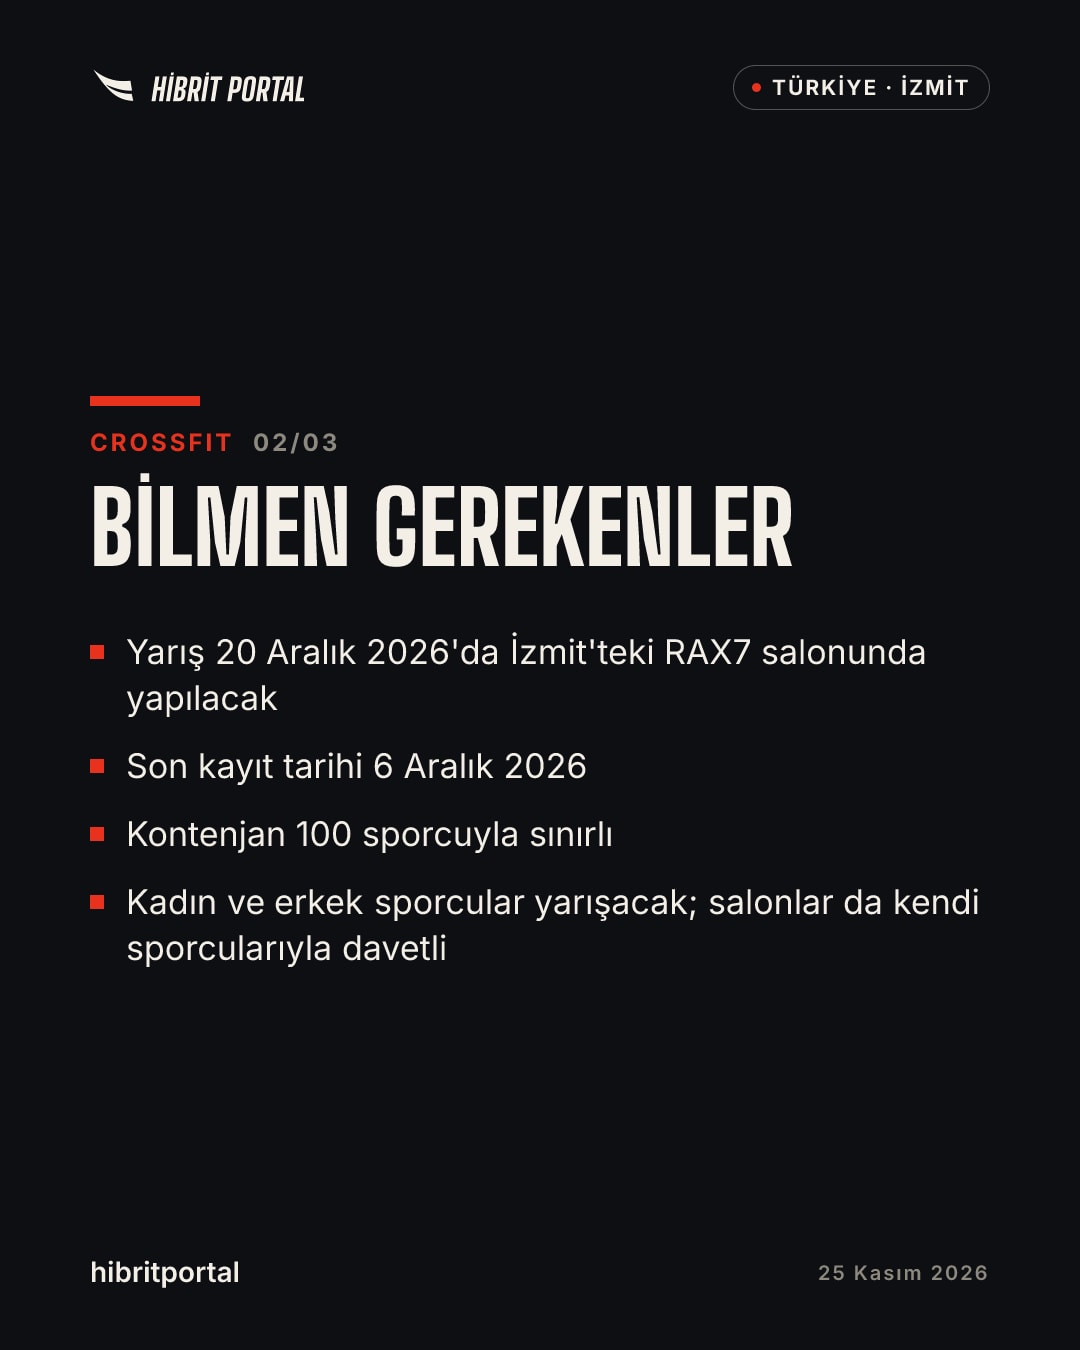 HİBRİT PORTAL
TÜRKİYE · İZMİT
CROSSFIT 02/03
BİLMEN GEREKENLER
Yarış 20 Aralık 2026'da İzmit'teki RAX7 salonunda
yapılacak
Son kayıt tarihi 6 Aralık 2026
Kontenjan 100 sporcuyla sınırlı
Kadın ve erkek sporcular yarışacak; salonlar da kendi
sporcularıyla davetli
hibritportal
25 Kasım 2026